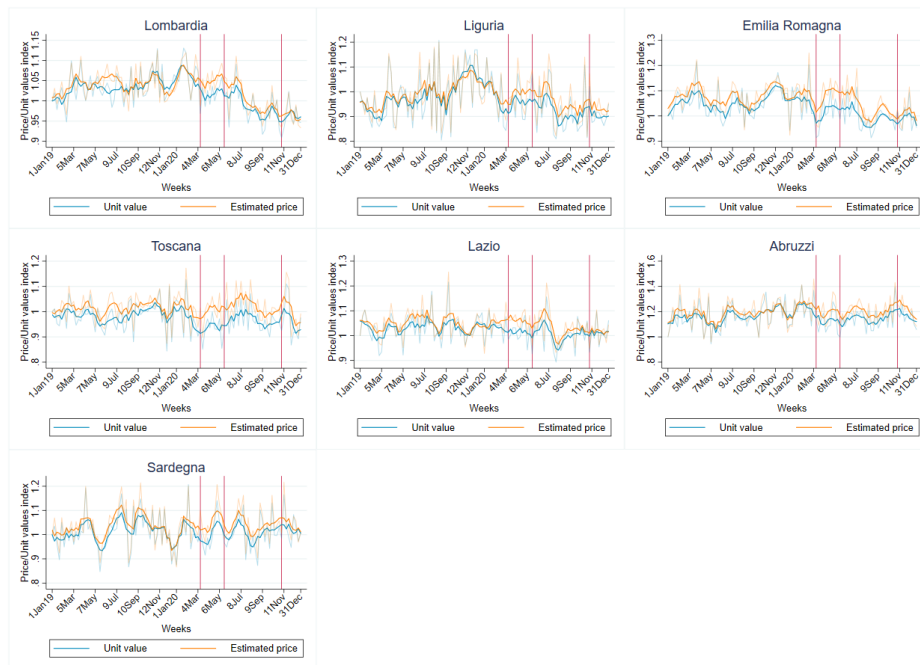 Lombardia
Price/Unit values index
.9 .95 1 1.05 1.1 1.15
1Jan19 5Mar 7May 9Jul 10Sep 12Nov 1Jan20 4Mar 6May 8Jul 9Sep 11Nov 31Dec
Weeks
Unit value Estimated price
Liguria
Price/Unit values index
.8 .9 1 1.1 1.2
1Jan19 5Mar 7May 9Jul 10Sep 12Nov 1Jan20 4Mar 6May 8Jul 9Sep 11Nov 31Dec
Weeks
Unit value Estimated price
Emilia Romagna
Price/Unit values index
.9 1 1.1 1.2 1.3
1Jan19 5Mar 7May 9Jul 10Sep 12Nov 1Jan20 4Mar 6May 8Jul 9Sep 11Nov 31Dec
Weeks
Unit value Estimated price
Toscana
Price/Unit values index
.8 .9 1 1.1 1.2
1Jan19 5Mar 7May 9Jul 10Sep 12Nov 1Jan20 4Mar 6May 8Jul 9Sep 11Nov 31Dec
Weeks
Unit value Estimated price
Lazio
Price/Unit values index
.9 1 1.1 1.2 1.3
1Jan19 5Mar 7May 9Jul 10Sep 12Nov 1Jan20 4Mar 6May 8Jul 9Sep 11Nov 31Dec
Weeks
Unit value Estimated price
Abruzzi
Price/Unit values index
.8 1 1.2 1.4 1.6
1Jan19 5Mar 7May 9Jul 10Sep 12Nov 1Jan20 4Mar 6May 8Jul 9Sep 11Nov 31Dec
Weeks
Unit value Estimated price
Sardegna
Price/Unit values index
.8 .9 1 1.1 1.2
1Jan19 5Mar 7May 9Jul 10Sep 12Nov 1Jan20 4Mar 6May 8Jul 9Sep 11Nov 31Dec
Weeks
Unit value Estimated price